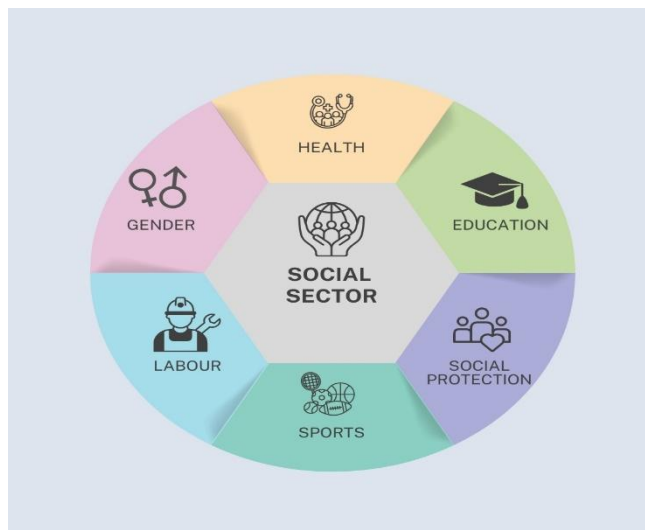 HEALTH
GENDER
EDUCATION
SOCIAL
SECTOR
LABOUR
SOCIAL
PROTECTION
SPORTS